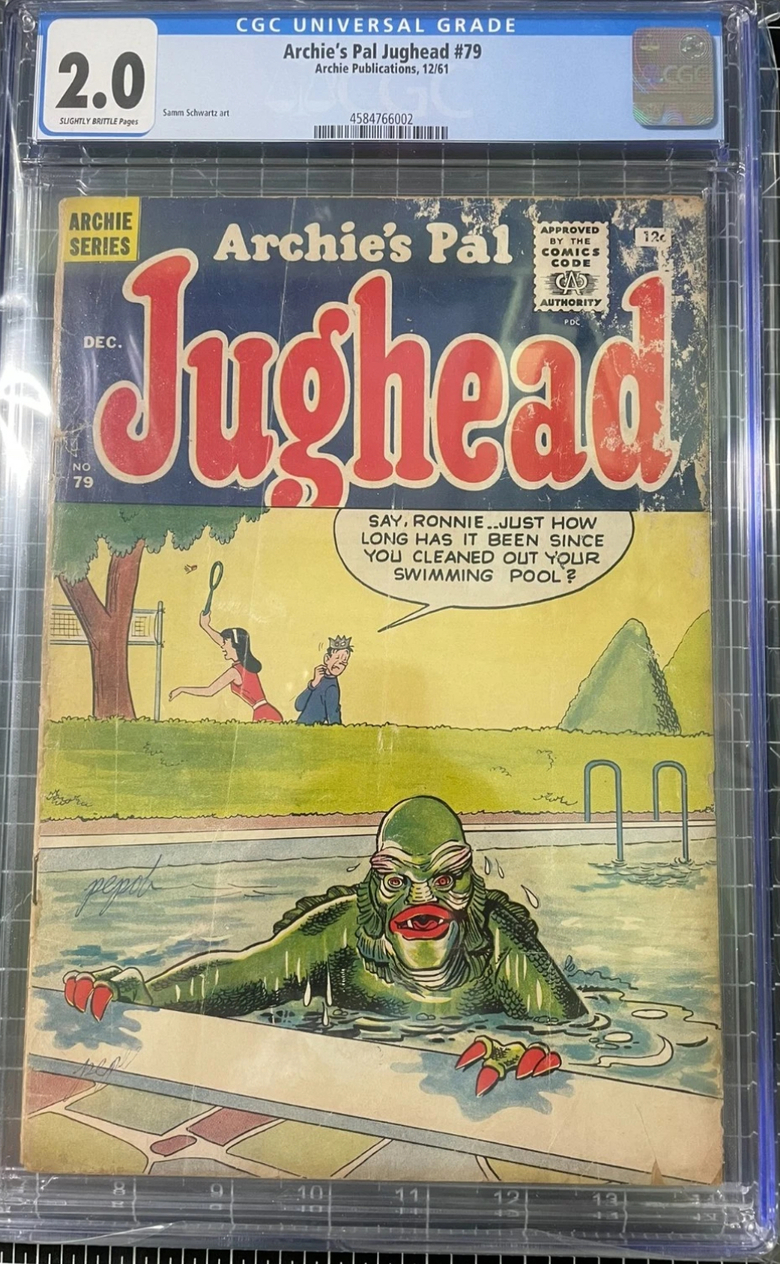 CGC UNIVERSAL GRADE
2.0
SLIGHTLY BRITTLE Pages
Archie's Pal Jughead #79
Archie Publications, 12/61
Samm Schwartz art
4584766002
CGC
ARCHIE
SERIES
Archie's Pal
APPROVED
BY THE
COMICS
CODE
CA
AUTHORITY
PDC
12¢
DEC.
Jughead
NO
79
SAY, RONNIE..JUST HOW
LONG HAS IT BEEN SINCE
YOU CLEANED OUT YOUR
SWIMMING POOL?
8
9
10
11
12
13
14